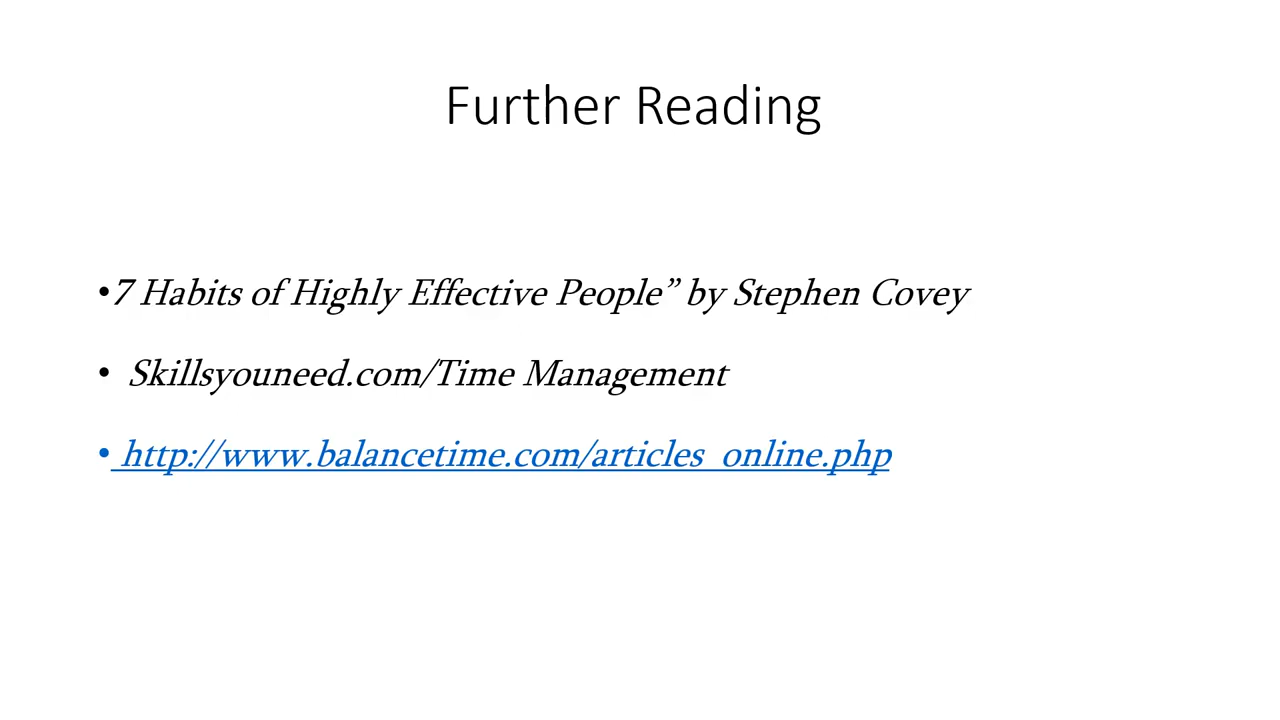 Further Reading
•7 Habits of Highly Effective People” by Stephen Covey
• Skillsyouneed.com/Time Management
• http://www.balancetime.com/articles_online.php